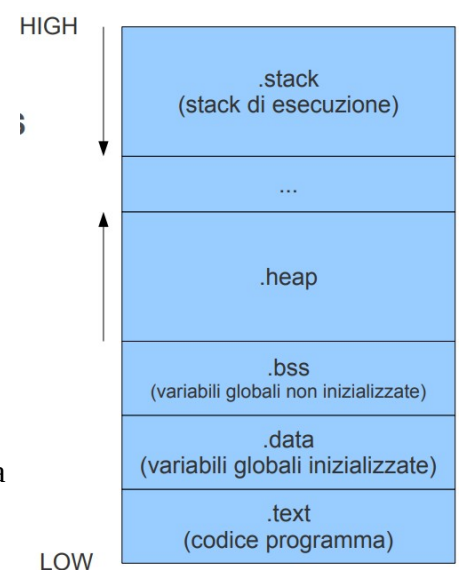 HIGH
.stack
(stack di esecuzione)
s
...
.heap
.bss
(variabili globali non inizializzate)
.data
(variabili globali inizializzate)
a
.text
(codice programma)
LOW